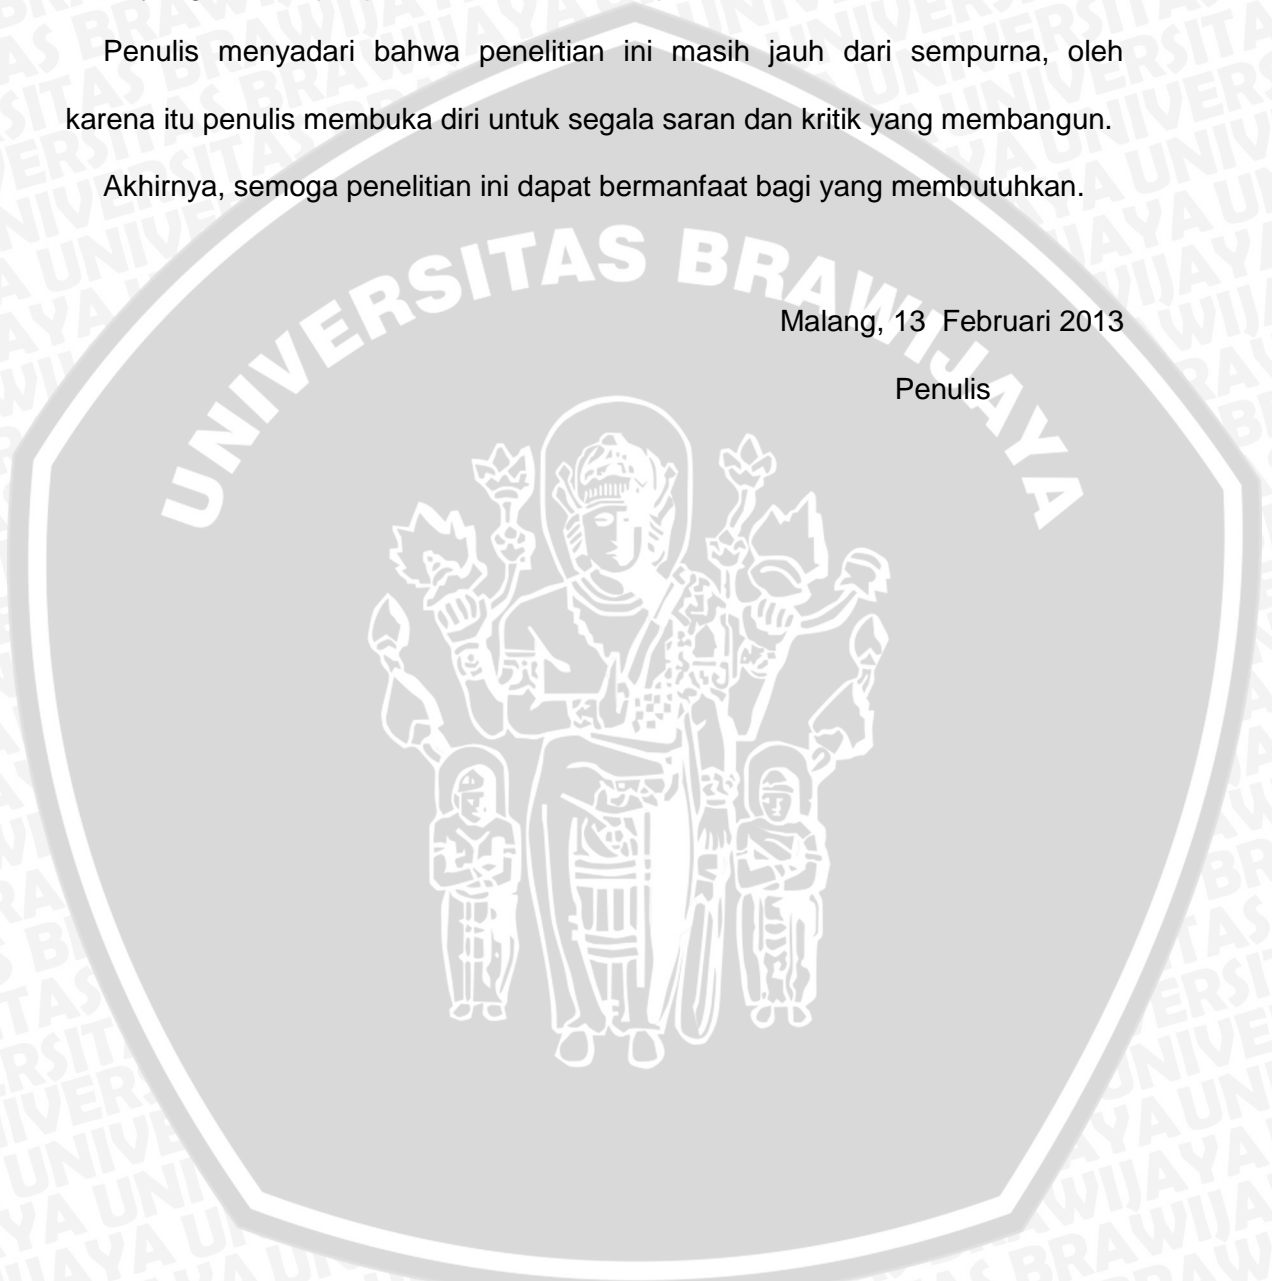 Penulis menyadari bahwa penelitian ini masih jauh dari sempurna, oleh
karena itu penulis membuka diri untuk segala saran dan kritik yang membangun.
Akhirnya, semoga penelitian ini dapat bermanfaat bagi yang membutuhkan.
UNIVERSITAS BRAWIJAYA
Malang, 13 Februari 2013
Penulis